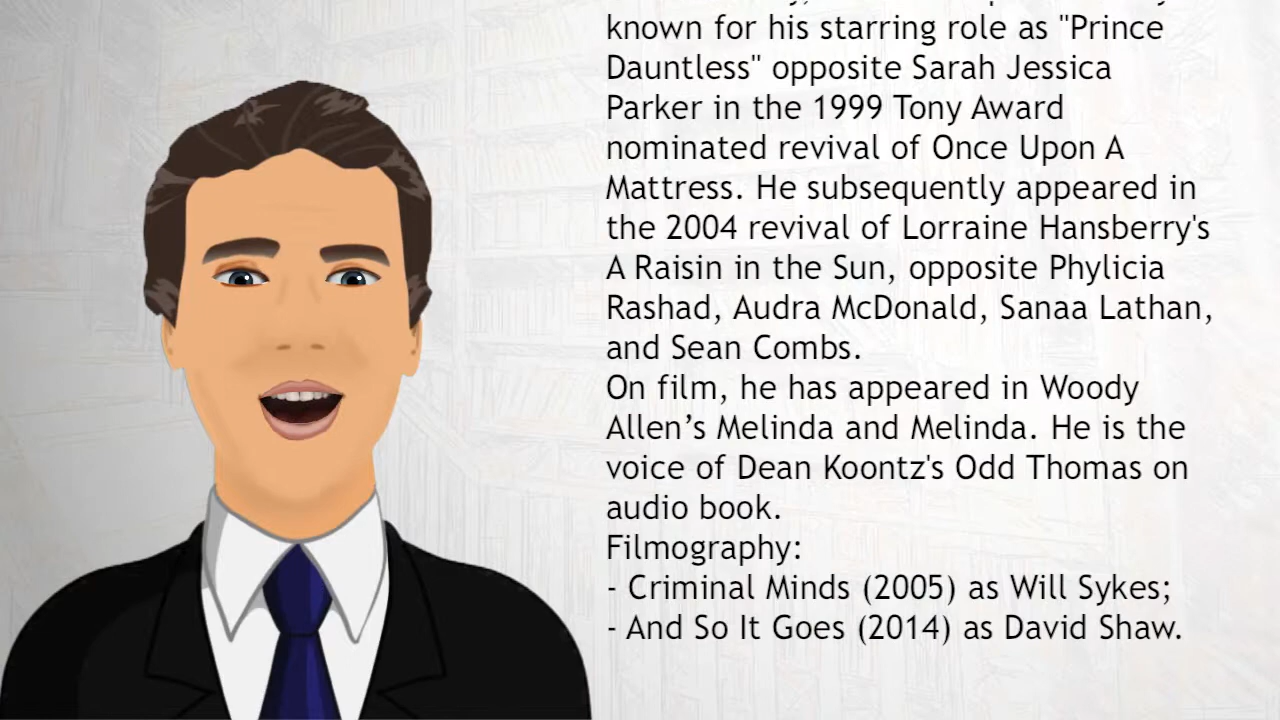 known for his starring role as "Prince
Dauntless" opposite Sarah Jessica
Parker in the 1999 Tony Award
nominated revival of Once Upon A
Mattress. He subsequently appeared in
the 2004 revival of Lorraine Hansberry's
A Raisin in the Sun, opposite Phylicia
Rashad, Audra McDonald, Sanaa Lathan,
and Sean Combs.
On film, he has appeared in Woody
Allen’s Melinda and Melinda. He is the
voice of Dean Koontz's Odd Thomas on
audio book.
Filmography:
- Criminal Minds (2005) as Will Sykes;
- And So It Goes (2014) as David Shaw.